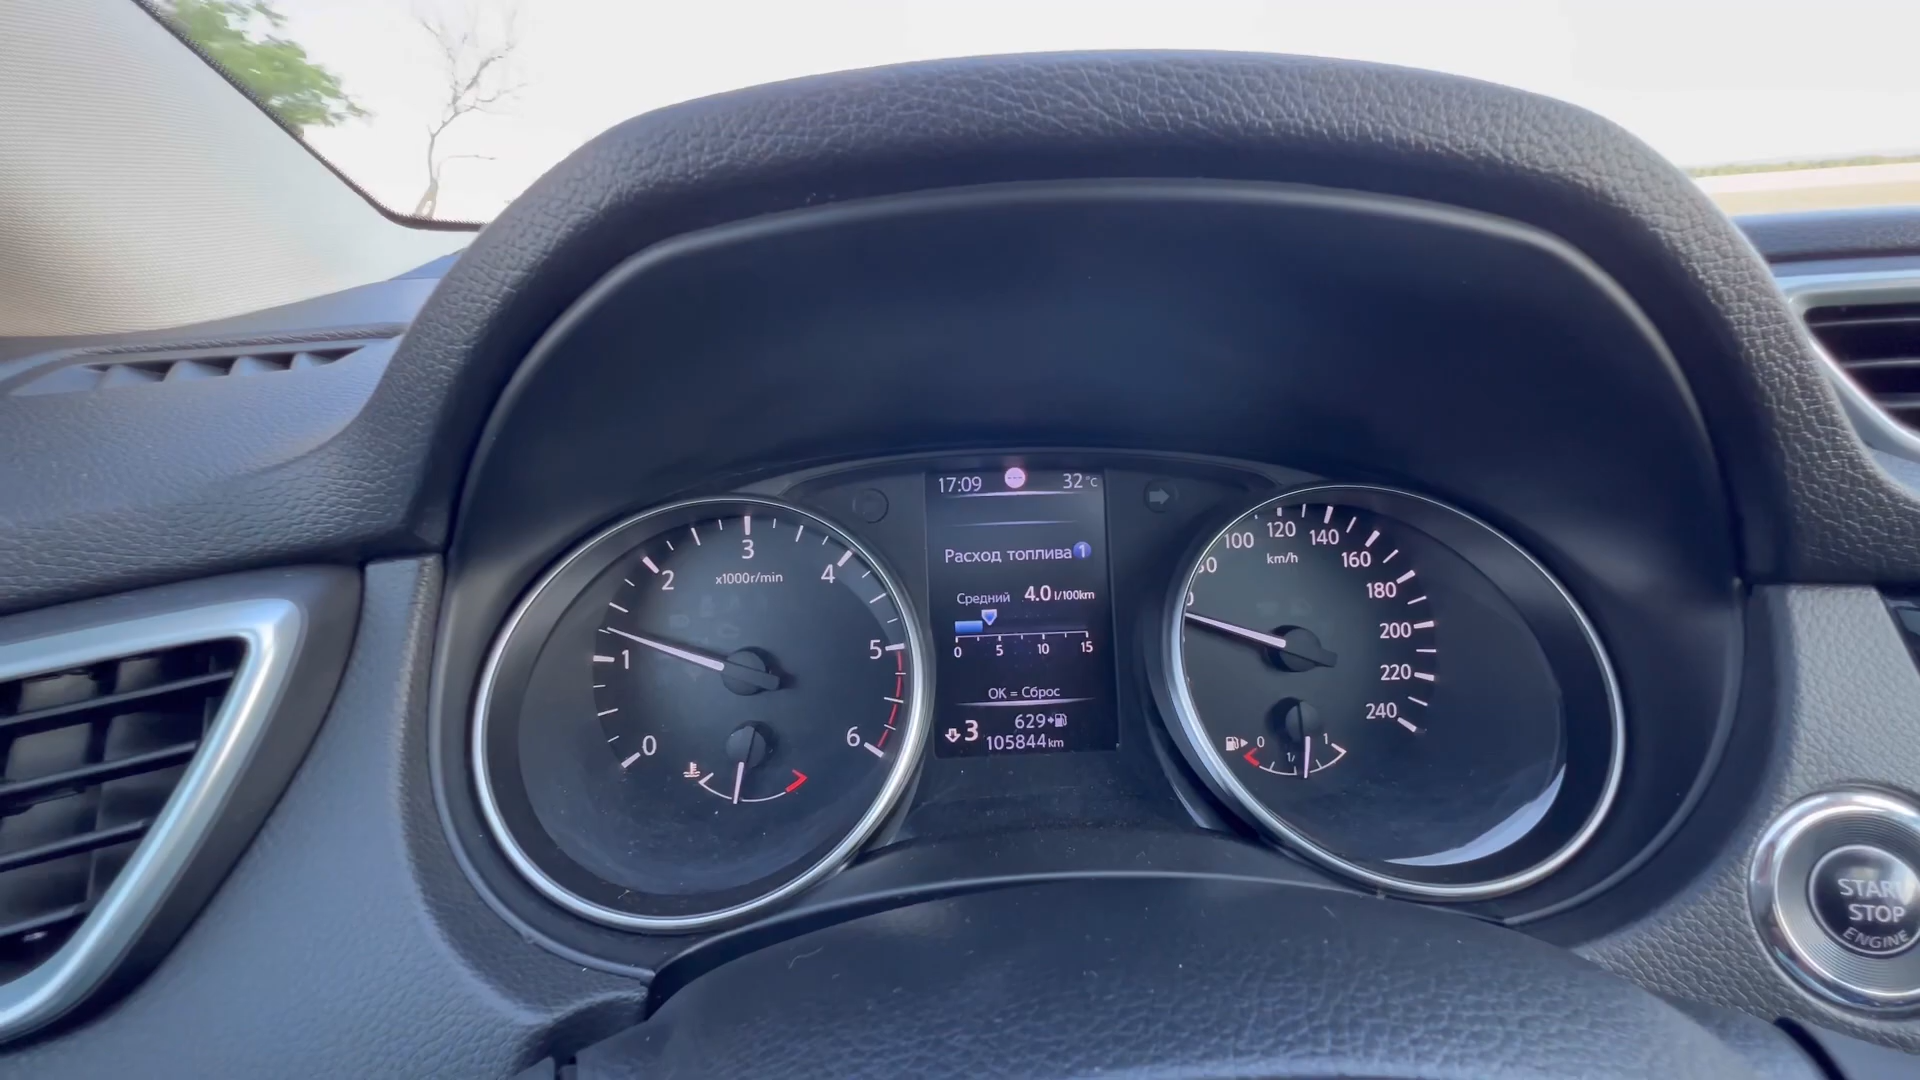 17:09 32°C
Расход топлива 1
Средний 4.0 l/100km
0 5 10 15
OK = Сброс
3 629
105844 km
0 1 2 3 4 5 6
x1000r/min
100 120 140 160 180 200 220 240
km/h
0 1
START
STOP
ENGINE